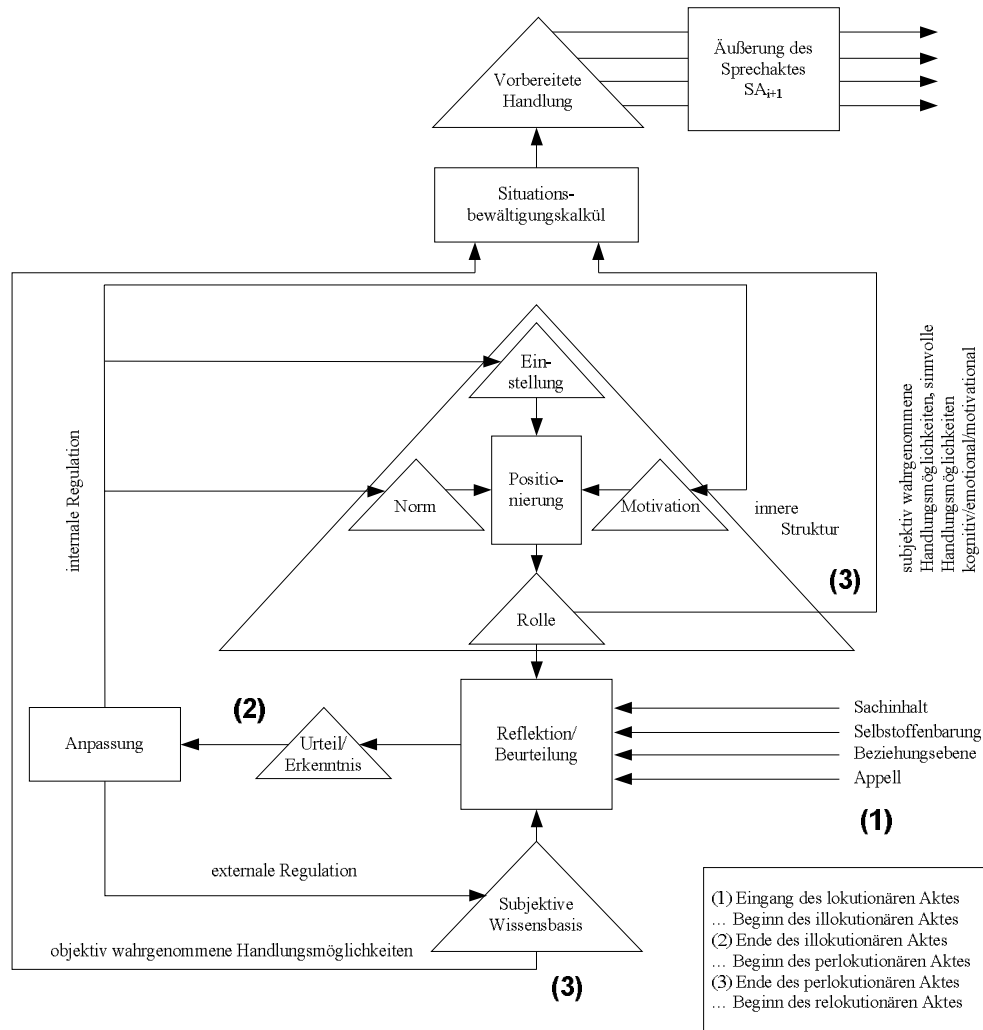 Vorbereitete
Handlung
Äußerung des
Sprechaktes
SAi+1
Situations-
bewältigungskalkül
Ein-
stellung
Positio-
nierung
Norm
Motivation
innere
Struktur
(3)
Rolle
internale Regulation
subjektiv wahrgenommene
Handlungsmöglichkeiten, sinnvolle
Handlungsmöglichkeiten
kognitiv/emotional/motivational
(2)
Anpassung
Urteil/
Erkenntnis
Reflektion/
Beurteilung
Sachinhalt
Selbstoffenbarung
Beziehungsebene
Appell
(1)
externale Regulation
Subjektive
Wissensbasis
objektiv wahrgenommene Handlungsmöglichkeiten
(3)
(1) Eingang des lokutionären Aktes
... Beginn des illokutionären Aktes
(2) Ende des illokutionären Aktes
... Beginn des perlokutionären Aktes
(3) Ende des perlokutionären Aktes
... Beginn des relokutionären Aktes